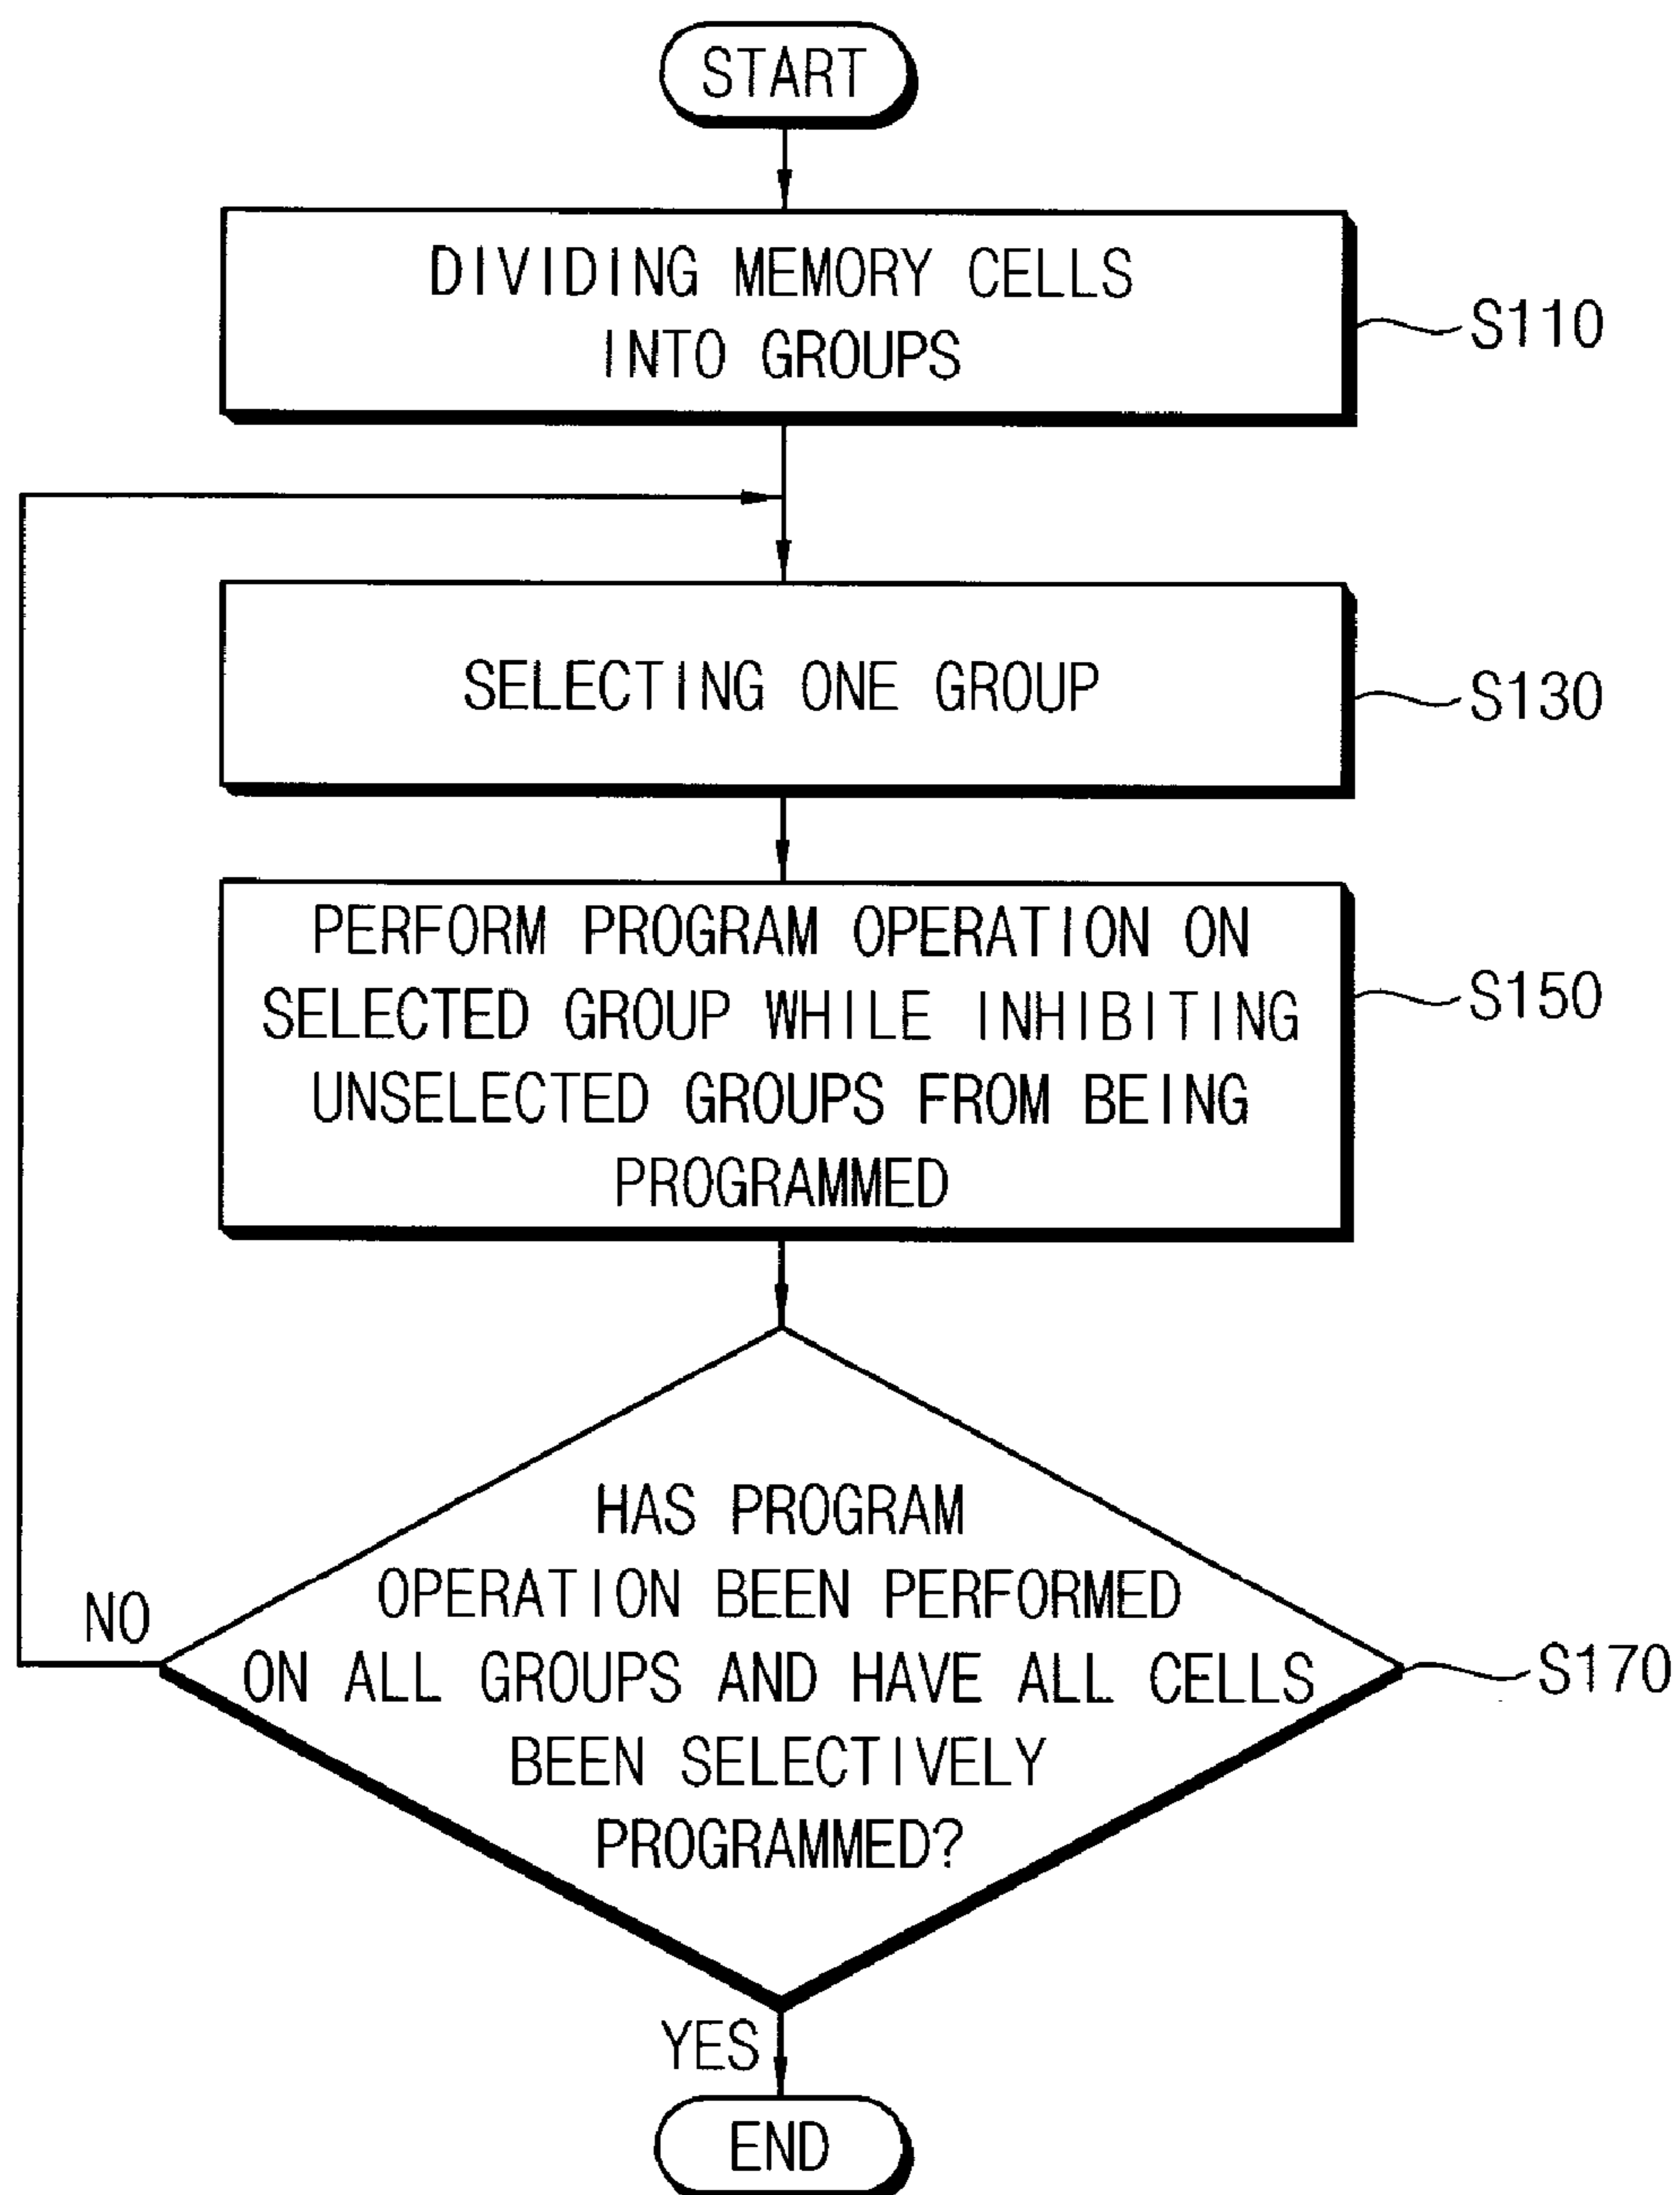 START
DIVIDING MEMORY CELLS
INTO GROUPS
S110
SELECTING ONE GROUP
S130
PERFORM PROGRAM OPERATION ON
SELECTED GROUP WHILE INHIBITING
UNSELECTED GROUPS FROM BEING
PROGRAMMED
S150
HAS PROGRAM
OPERATION BEEN PERFORMED
ON ALL GROUPS AND HAVE ALL CELLS
BEEN SELECTIVELY
PROGRAMMED?
NO
S170
YES
END